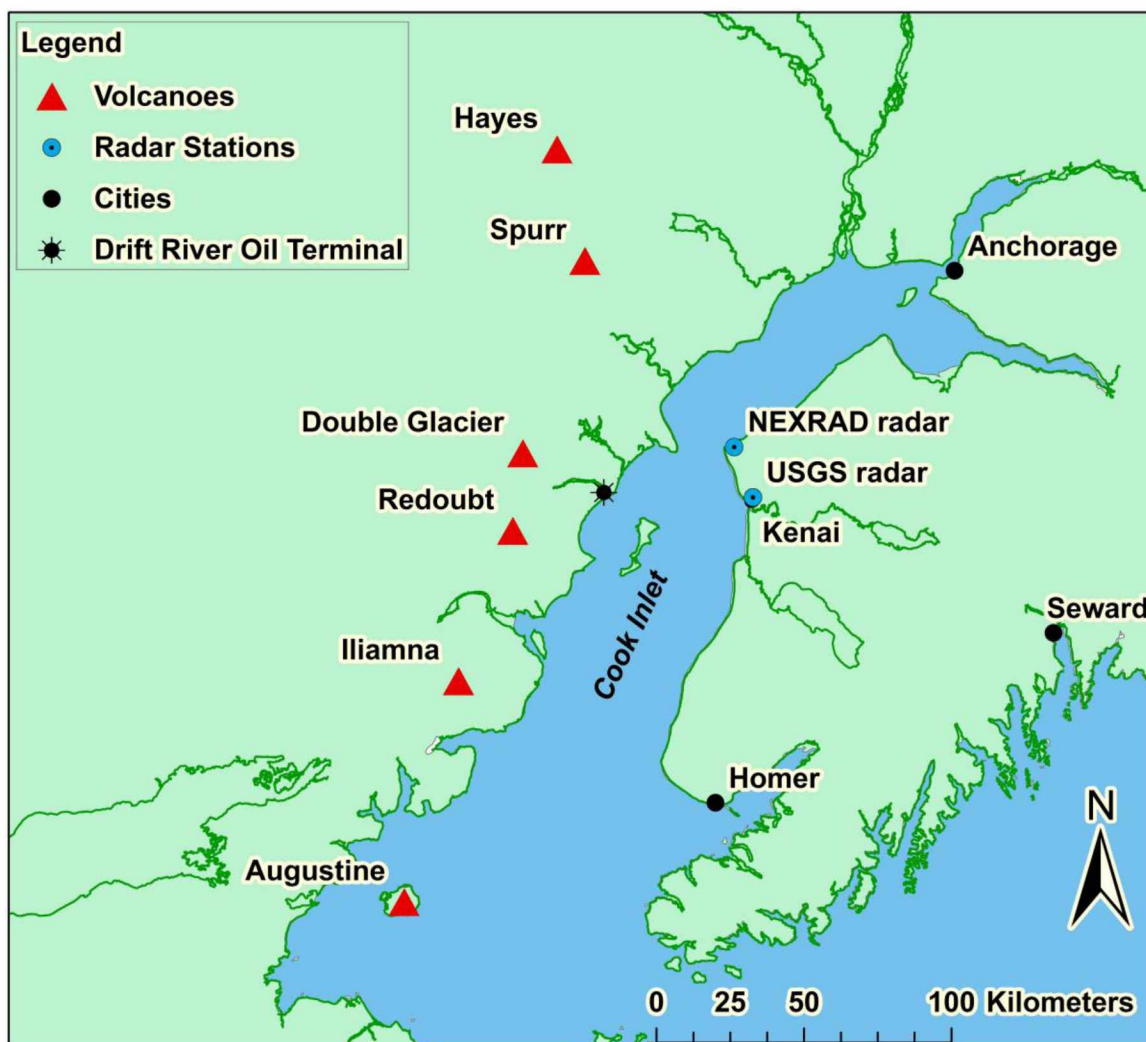 Legend
Volcanoes
Radar Stations
Cities
Drift River Oil Terminal
Hayes
Spurr
Anchorage
Double Glacier
NEXRAD radar
Redoubt
USGS radar
Kenai
Cook Inlet
Seward
Iliamna
Homer
Augustine
N
0 25 50 100 Kilometers